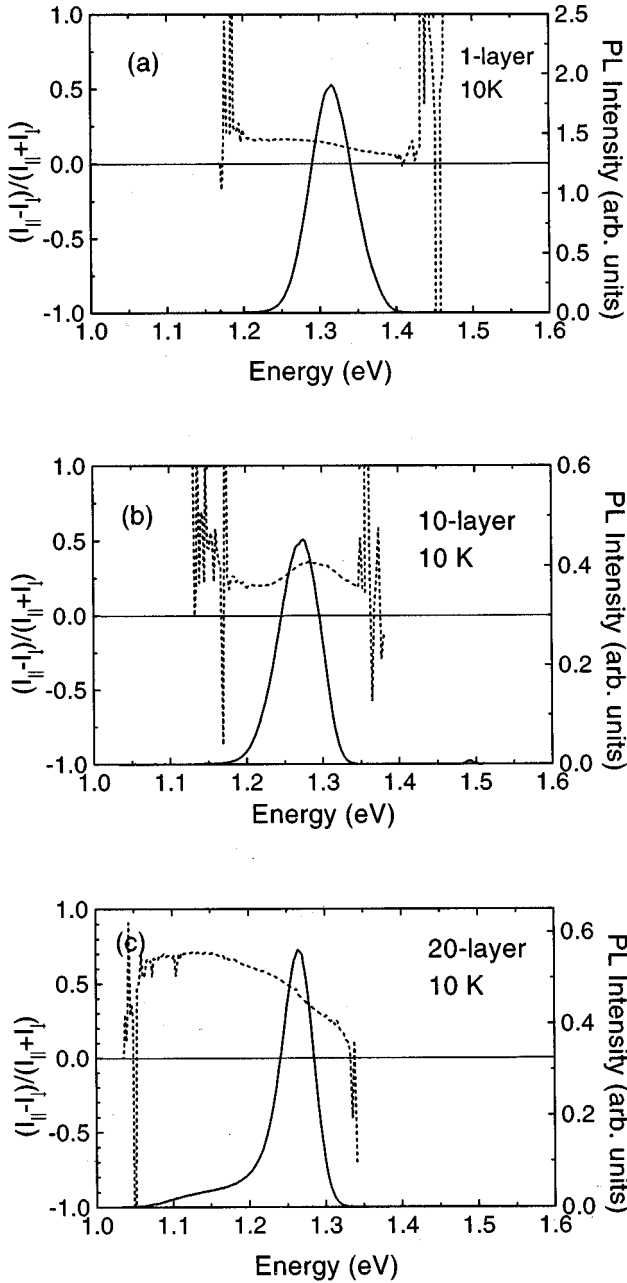 (a)
1-layer
10K
1.0
0.5
0.0
-0.5
-1.0
2.5
2.0
1.5
1.0
0.5
0.0
1.0 1.1 1.2 1.3 1.4 1.5 1.6
(I||-I⊥)/(I||+I⊥)
PL Intensity (arb. units)
Energy (eV)
(b)
10-layer
10 K
1.0
0.5
0.0
-0.5
-1.0
0.6
0.4
0.2
0.0
1.0 1.1 1.2 1.3 1.4 1.5 1.6
(I||-I⊥)/(I||+I⊥)
PL Intensity (arb. units)
Energy (eV)
(c)
20-layer
10 K
1.0
0.5
0.0
-0.5
-1.0
0.6
0.4
0.2
0.0
1.0 1.1 1.2 1.3 1.4 1.5 1.6
(I||-I⊥)/(I||+I⊥)
PL Intensity (arb. units)
Energy (eV)